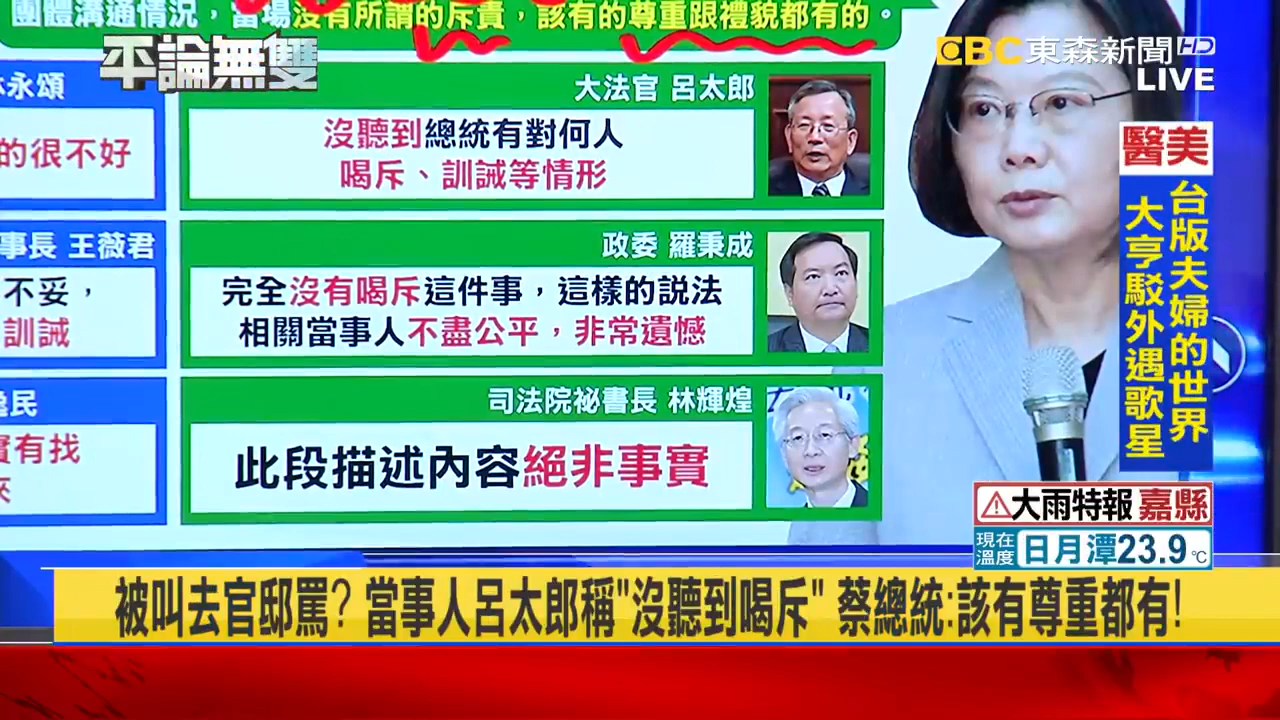 團體溝通情況，當場沒有所謂的斥責，該有的尊重跟禮貌都有的。
平論無雙
EBC 東森新聞 HD
LIVE
永頌
的很不好
大法官 呂太郎
沒聽到總統有對何人
喝斥、訓誡等情形
事長 王薇君
不妥，
訓誡
政委 羅秉成
完全沒有喝斥這件事，這樣的說法
相關當事人不盡公平，非常遺憾
逸民
實有找
來
司法院祕書長 林輝煌
此段描述內容絕非事實
醫美
台版夫婦的世界
大亨駁外遇歌星
大雨特報 嘉縣
現在
溫度
日月潭23.9℃
被叫去官邸罵? 當事人呂太郎稱"沒聽到喝斥" 蔡總統:該有尊重都有!